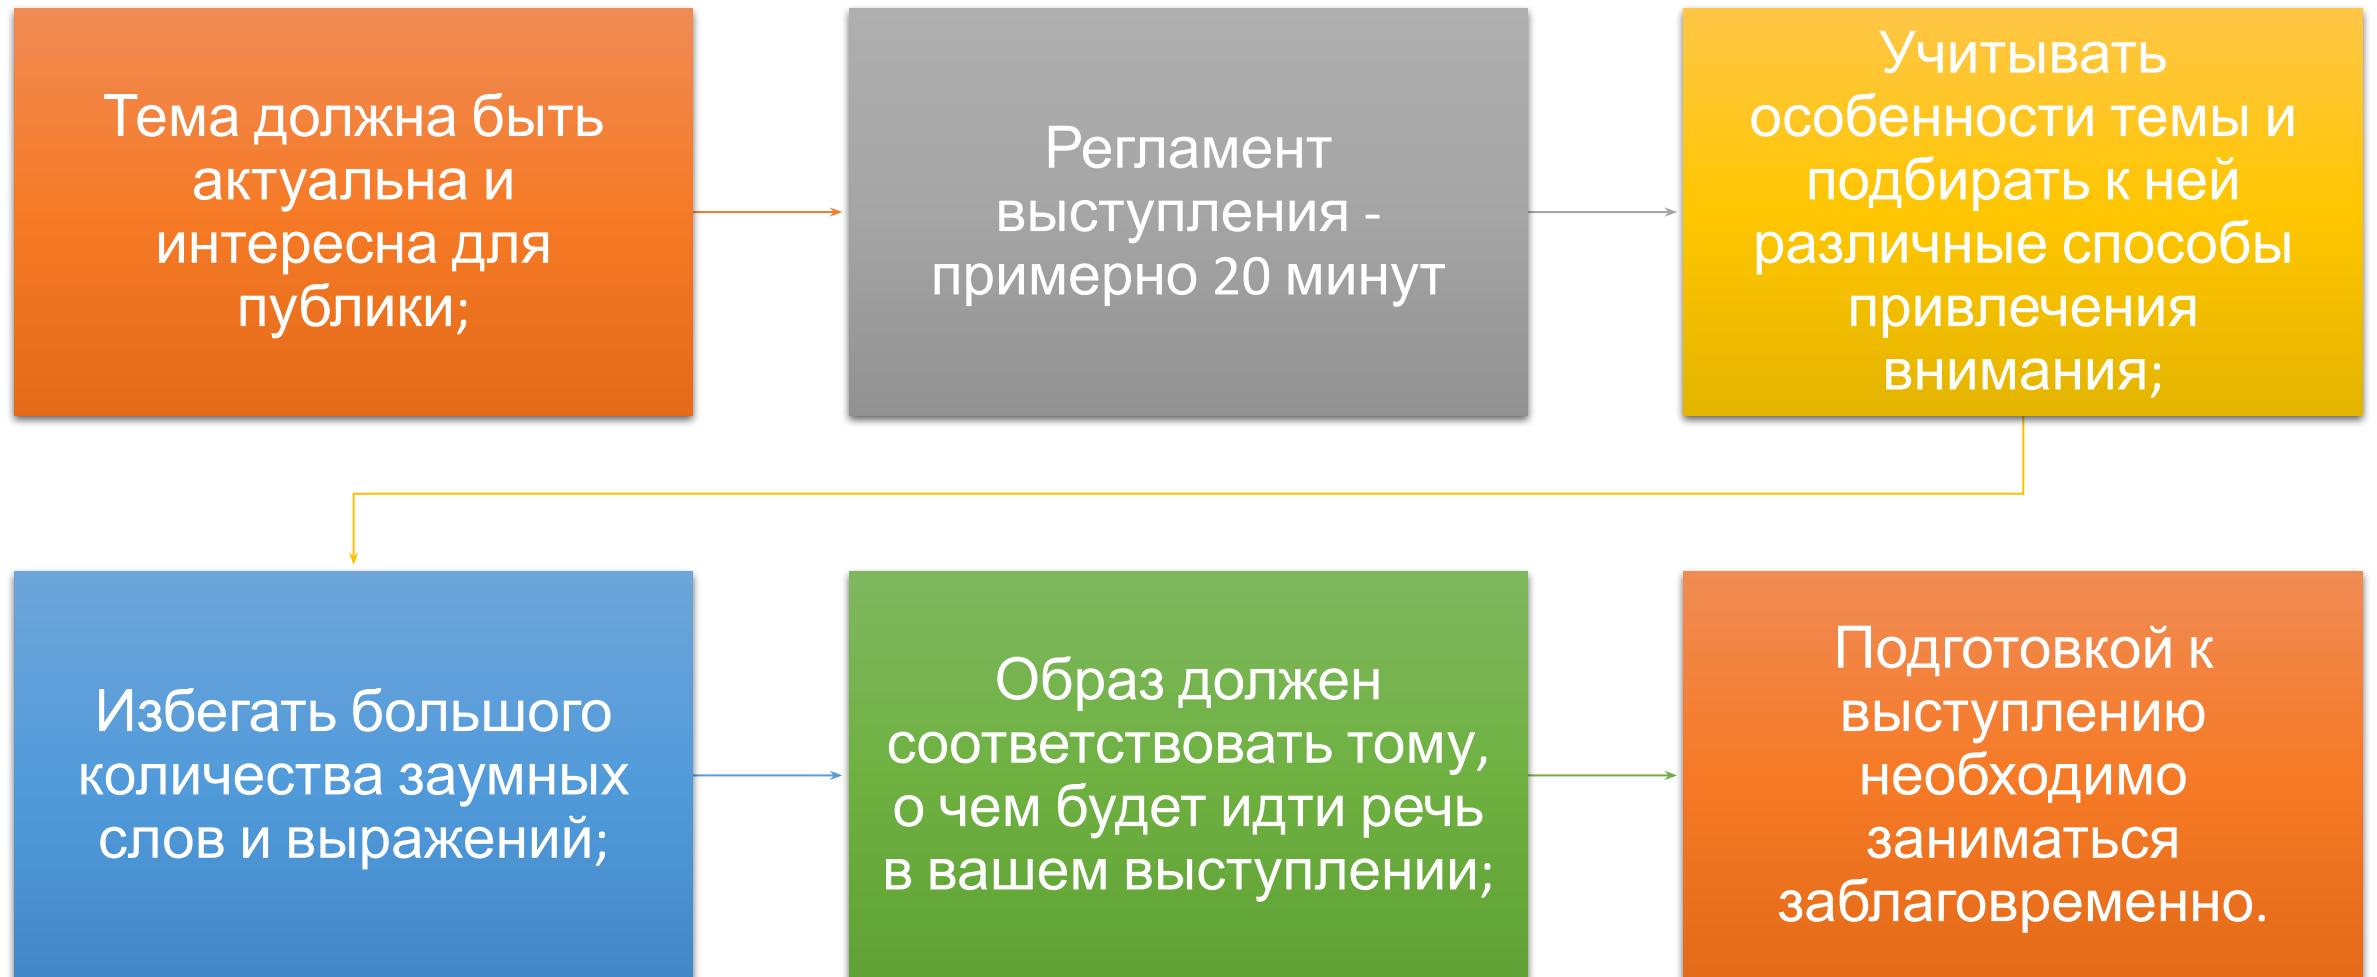 Тема должна быть
актуальна и
интересна для
публики;
Регламент
выступления -
примерно 20 минут
Учитывать
особенности темы и
подбирать к ней
различные способы
привлечения
внимания;
Избегать большого
количества заумных
слов и выражений;
Образ должен
соответствовать тому,
о чем будет идти речь
в вашем выступлении;
Подготовкой к
выступлению
необходимо
заниматься
заблаговременно.